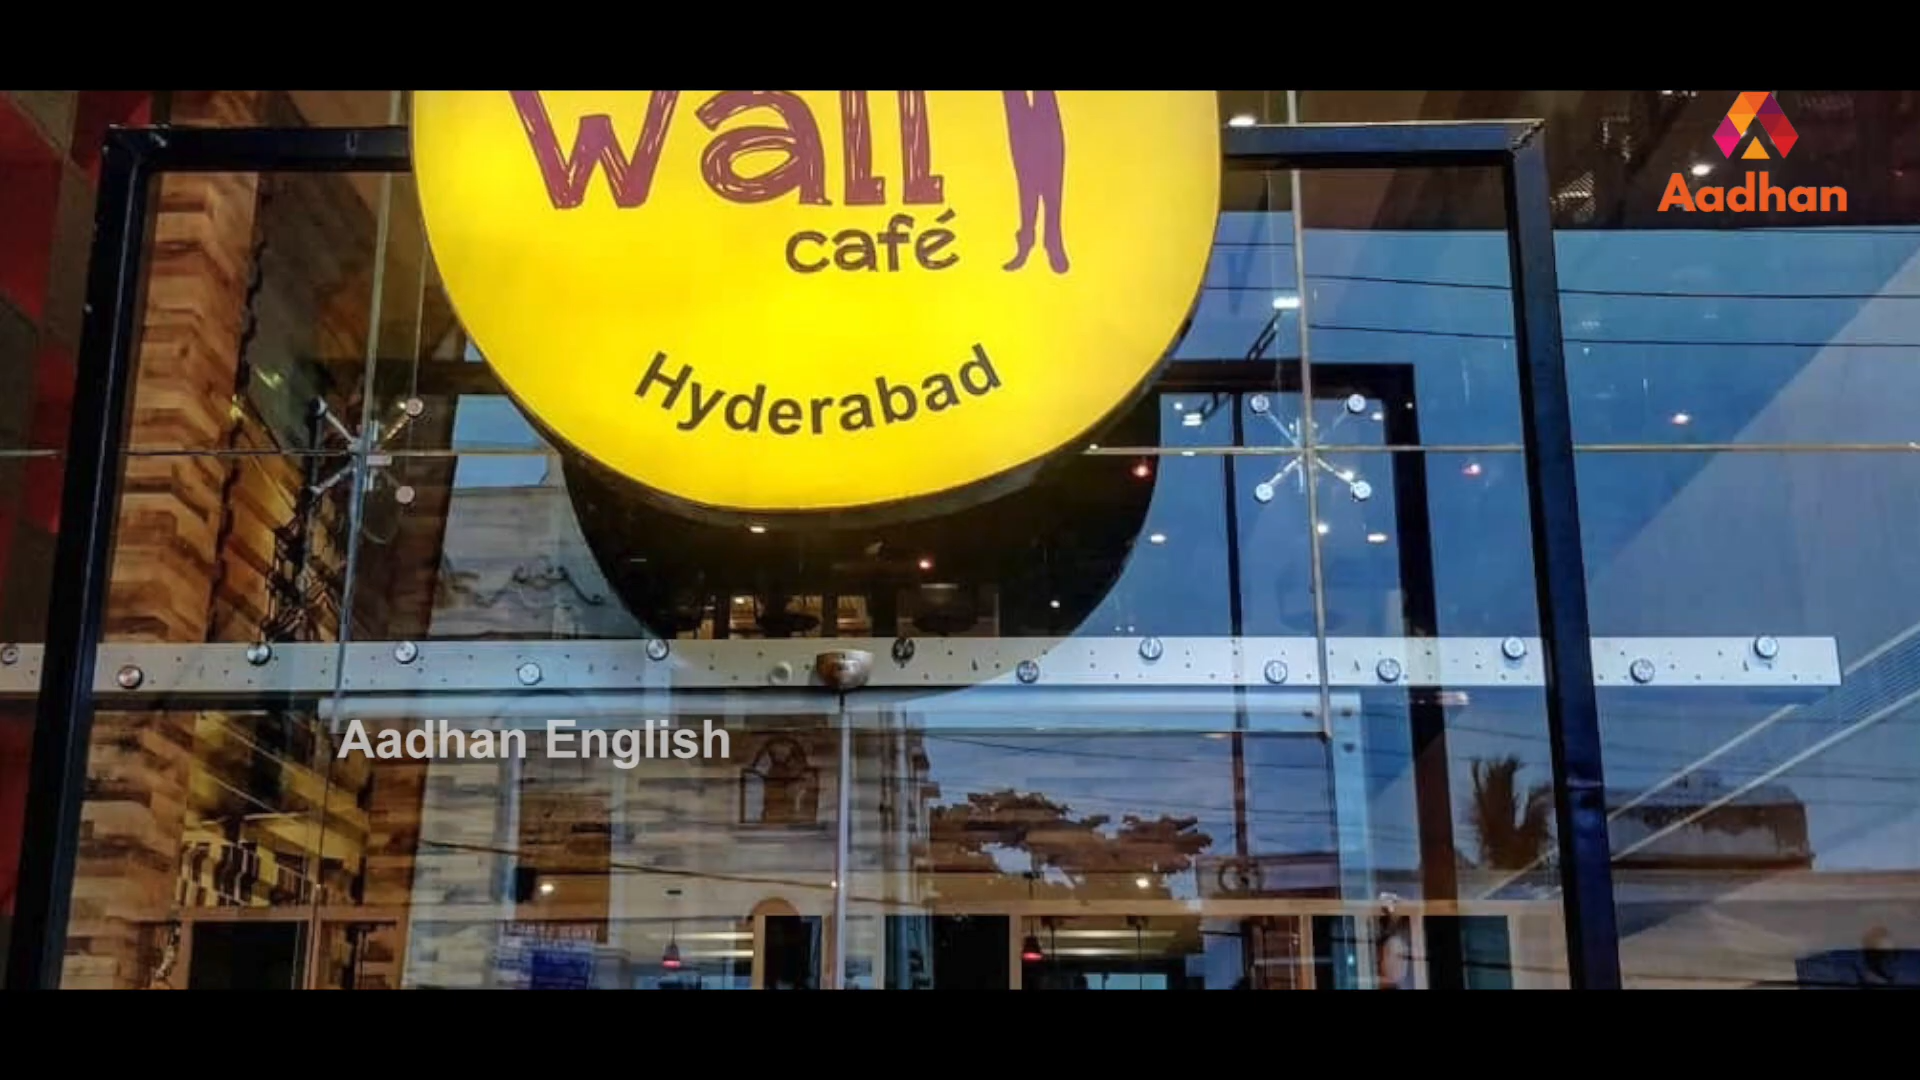 wall
café
Hyderabad
Aadhan
Aadhan English